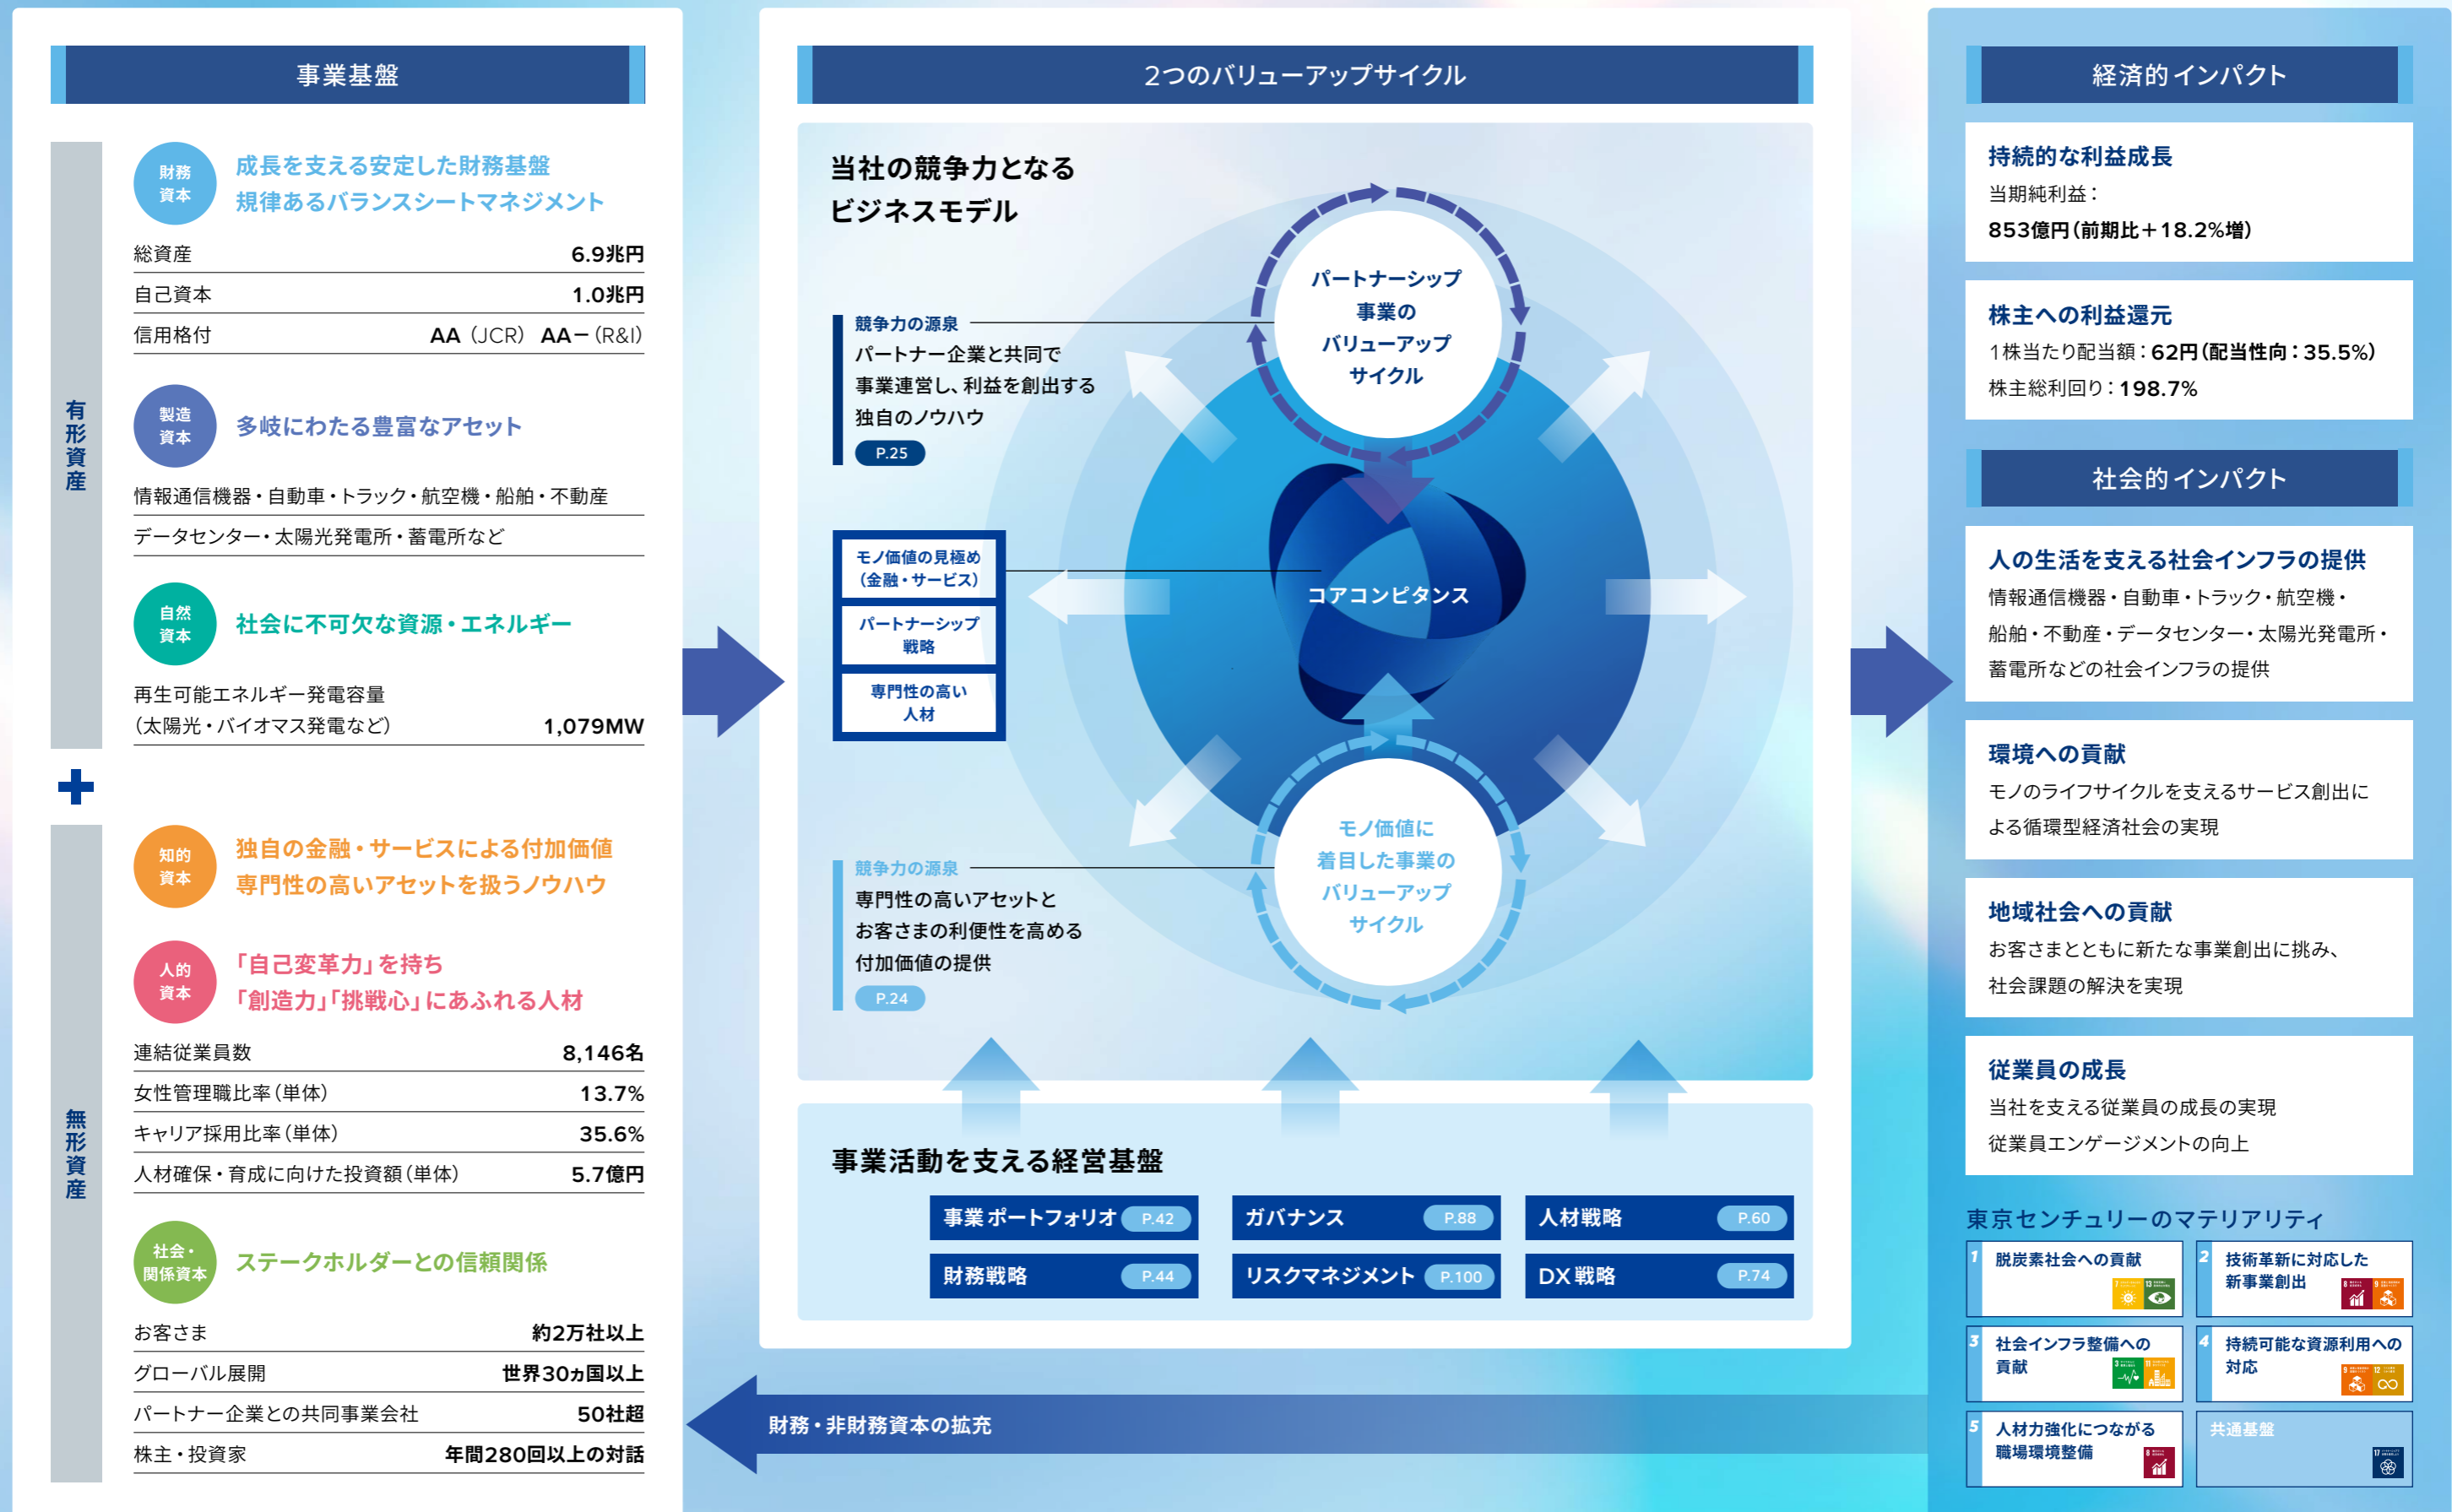 事業基盤
有形資産
財務
資本
成長を支える安定した財務基盤
規律あるバランスシートマネジメント
総資産 6.9兆円
自己資本 1.0兆円
信用格付 AA（JCR） AA－（R&I）
製造
資本
多岐にわたる豊富なアセット
情報通信機器・自動車・トラック・航空機・船舶・不動産
データセンター・太陽光発電所・蓄電所など
自然
資本
社会に不可欠な資源・エネルギー
再生可能エネルギー発電容量
（太陽光・バイオマス発電など） 1,079MW
無形資産
知的
資本
独自の金融・サービスによる付加価値
専門性の高いアセットを扱うノウハウ
人的
資本
「自己変革力」を持ち
「創造力」「挑戦心」にあふれる人材
連結従業員数 8,146名
女性管理職比率（単体） 13.7%
キャリア採用比率（単体） 35.6%
人材確保・育成に向けた投資額（単体） 5.7億円
社会・
関係資本
ステークホルダーとの信頼関係
お客さま 約2万社以上
グローバル展開 世界30ヵ国以上
パートナー企業との共同事業会社 50社超
株主・投資家 年間280回以上の対話
2つのバリューアップサイクル
当社の競争力となる
ビジネスモデル
パートナーシップ
事業の
バリューアップ
サイクル
競争力の源泉
パートナー企業と共同で
事業運営し、利益を創出する
独自のノウハウ
P.25
モノ価値の見極め
（金融・サービス）
パートナーシップ
戦略
専門性の高い
人材
コアコンピタンス
モノ価値に
着目した事業の
バリューアップ
サイクル
競争力の源泉
専門性の高いアセットと
お客さまの利便性を高める
付加価値の提供
P.24
事業活動を支える経営基盤
事業ポートフォリオ P.42
ガバナンス P.88
人材戦略 P.60
財務戦略 P.44
リスクマネジメント P.100
DX戦略 P.74
財務・非財務資本の拡充
経済的インパクト
持続的な利益成長
当期純利益：
853億円（前期比＋18.2%増）
株主への利益還元
1株当たり配当額：62円（配当性向：35.5%）
株主総利回り：198.7%
社会的インパクト
人の生活を支える社会インフラの提供
情報通信機器・自動車・トラック・航空機・
船舶・不動産・データセンター・太陽光発電所・
蓄電所などの社会インフラの提供
環境への貢献
モノのライフサイクルを支えるサービス創出に
よる循環型経済社会の実現
地域社会への貢献
お客さまとともに新たな事業創出に挑み、
社会課題の解決を実現
従業員の成長
当社を支える従業員の成長の実現
従業員エンゲージメントの向上
東京センチュリーのマテリアリティ
1 脱炭素社会への貢献
7 13
2 技術革新に対応した
新事業創出
8 9
3 社会インフラ整備への
貢献
3 11
4 持続可能な資源利用への
対応
9 12
5 人材力強化につながる
職場環境整備
8
共通基盤
17